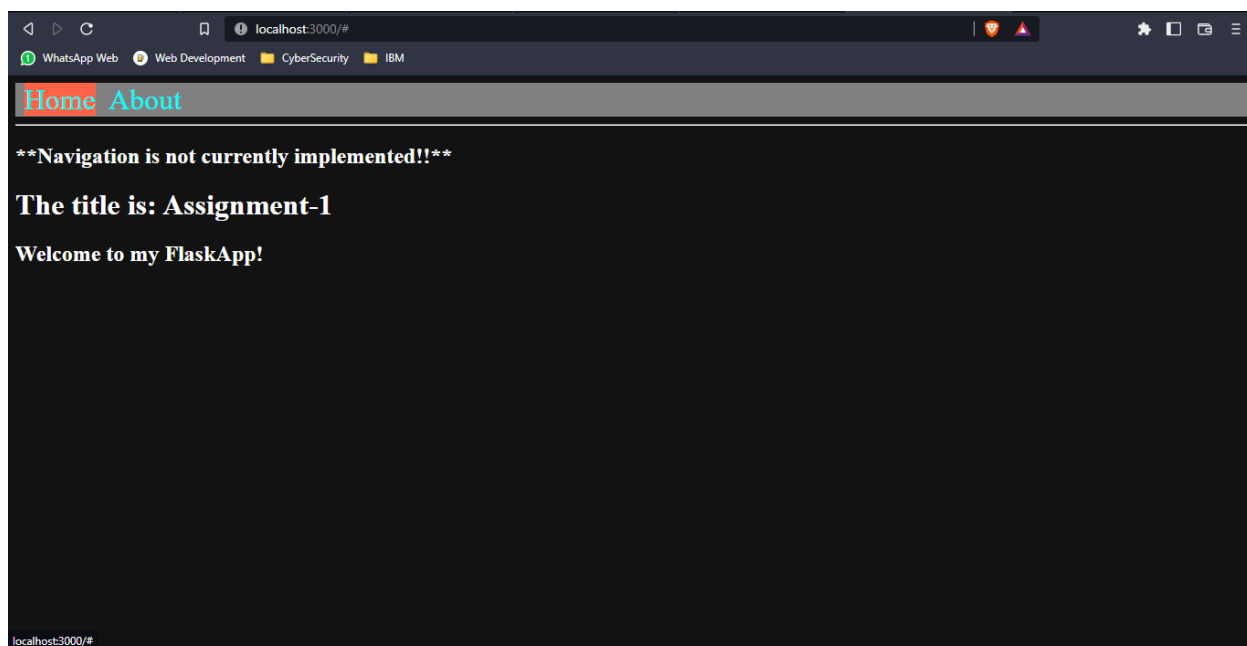 localhost:3000/#
WhatsApp Web Web Development CyberSecurity IBM
Home About
**Navigation is not currently implemented!!**
The title is: Assignment-1
Welcome to my FlaskApp!
localhost:3000/#